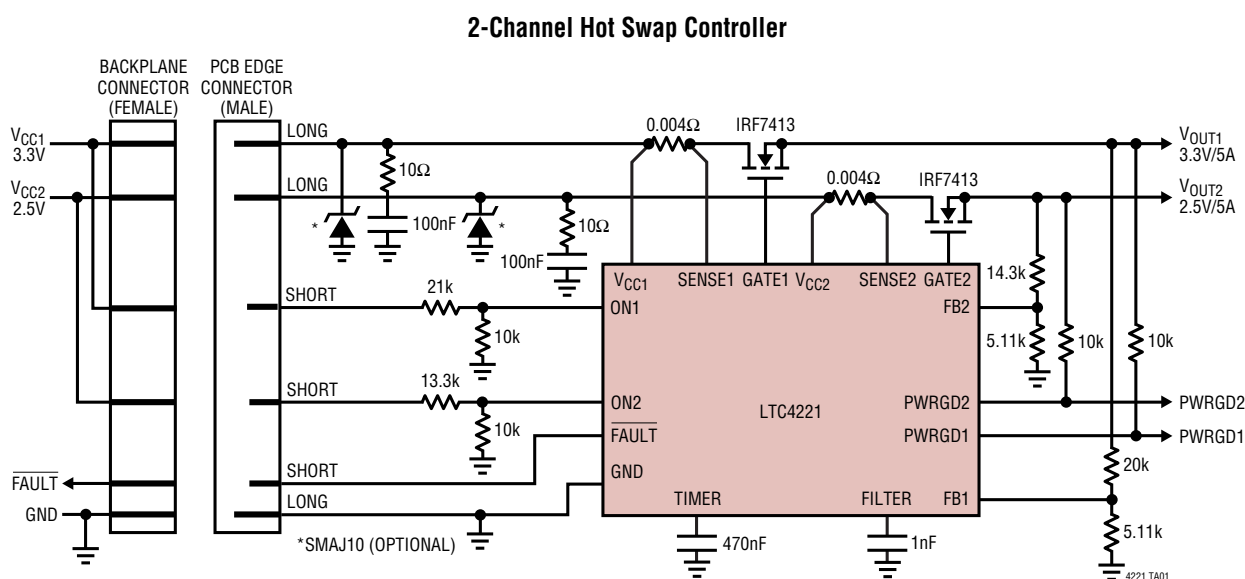 2-Channel Hot Swap Controller
BACKPLANE
CONNECTOR
(FEMALE)
PCB EDGE
CONNECTOR
(MALE)
VCC1
3.3V
VCC2
2.5V
LONG
LONG
10Ω
100nF
*
*
10Ω
100nF
0.004Ω
IRF7413
0.004Ω
IRF7413
VOUT1
3.3V/5A
VOUT2
2.5V/5A
VCC1
SENSE1
GATE1
VCC2
SENSE2
GATE2
SHORT
21k
10k
ON1
FB2
14.3k
5.11k
10k
10k
SHORT
13.3k
10k
ON2
LTC4221
PWRGD2
PWRGD2
FAULT
PWRGD1
PWRGD1
FAULT
SHORT
GND
20k
GND
LONG
TIMER
FILTER
FB1
5.11k
*SMAJ10 (OPTIONAL)
470nF
1nF
4221 TA01